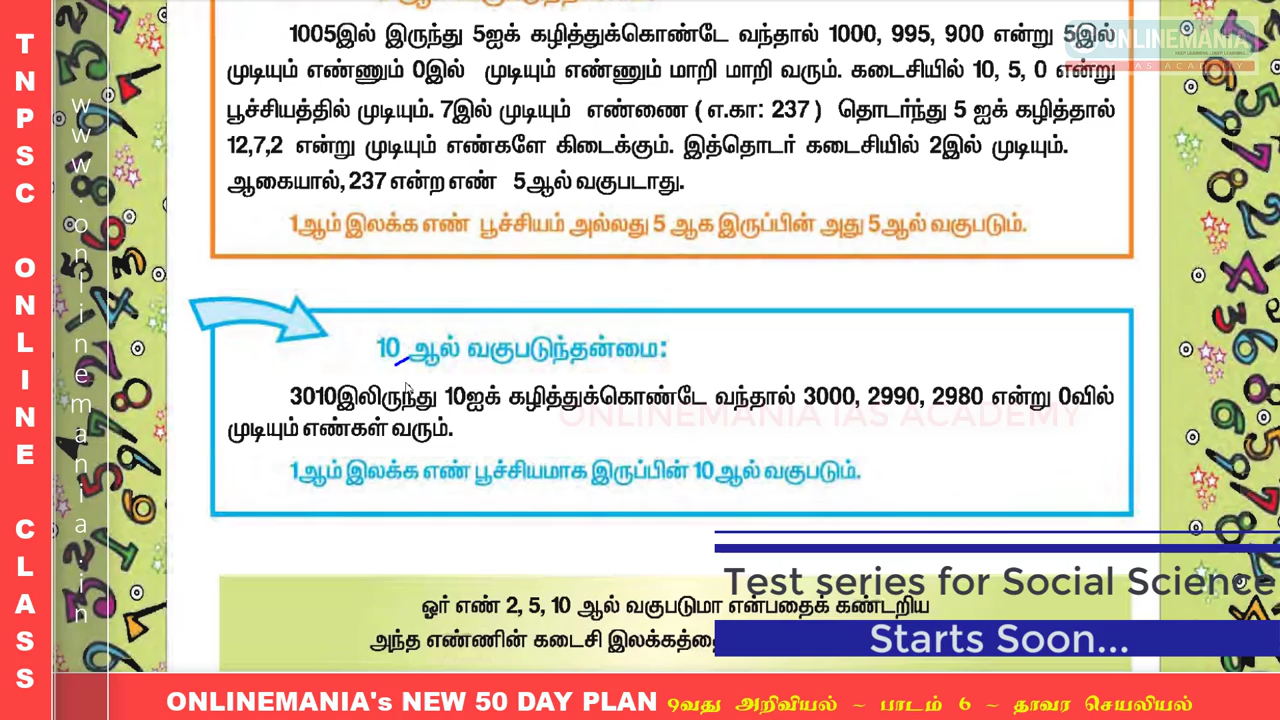 1005இல் இருந்து 5ஐக் கழித்துக்கொண்டே வந்தால் 1000, 995, 900 என்று 5இல்
முடியும் எண்ணும் 0இல் முடியும் எண்ணும் மாறி மாறி வரும். கடைசியில் 10, 5, 0 என்று
பூச்சியத்தில் முடியும். 7இல் முடியும் எண்ணை ( எ.கா: 237 ) தொடர்ந்து 5 ஐக் கழித்தால்
12,7,2 என்று முடியும் எண்களே கிடைக்கும். இத்தொடர் கடைசியில் 2இல் முடியும்.
ஆகையால், 237 என்ற எண் 5ஆல் வகுபடாது.
1ஆம் இலக்க எண் பூச்சியம் அல்லது 5 ஆக இருப்பின் அது 5ஆல் வகுபடும்.
10 ஆல் வகுபடுந்தன்மை:
3010இலிருந்து 10ஐக் கழித்துக்கொண்டே வந்தால் 3000, 2990, 2980 என்று 0வில்
முடியும் எண்கள் வரும்.
1ஆம் இலக்க எண் பூச்சியமாக இருப்பின் 10ஆல் வகுபடும்.
ஓர் எண் 2, 5, 10 ஆல் வகுபடுமா என்பதைக் கண்டறிய
அந்த எண்ணின் கடைசி
Test series for Social Science
Starts Soon...
ONLINEMANIA's NEW 50 DAY PLAN 9வது அறிவியல் ~ பாடம் 6 ~ தாவர செயலியல்
TNPSC ONLINE CLASS
www.onlinemania.in
ONLINEMANIA
IAS ACADEMY
ONLINEMANIA IAS ACADEMY